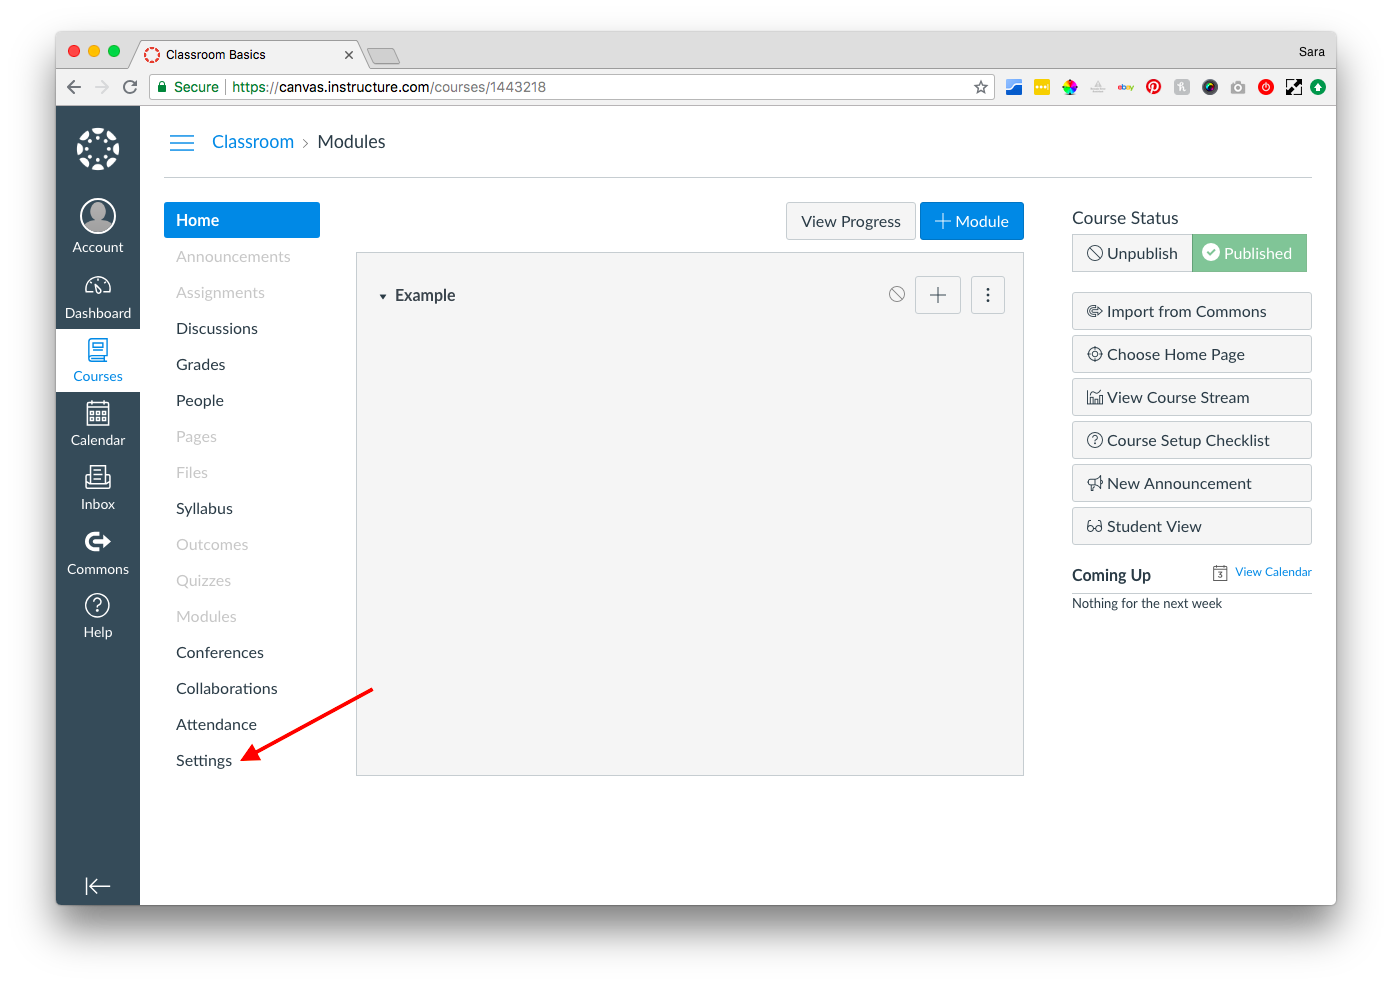 Classroom Basics
Sara
Secure
https://canvas.instructure.com/courses/1443218
ebay
Classroom > Modules
Account
Dashboard
Courses
Calendar
Inbox
Commons
Help
Home
Announcements
Assignments
Discussions
Grades
People
Pages
Files
Syllabus
Outcomes
Quizzes
Modules
Conferences
Collaborations
Attendance
Settings
View Progress
+ Module
Example
Course Status
Unpublish
Published
Import from Commons
Choose Home Page
View Course Stream
Course Setup Checklist
New Announcement
Student View
Coming Up
3
View Calendar
Nothing for the next week